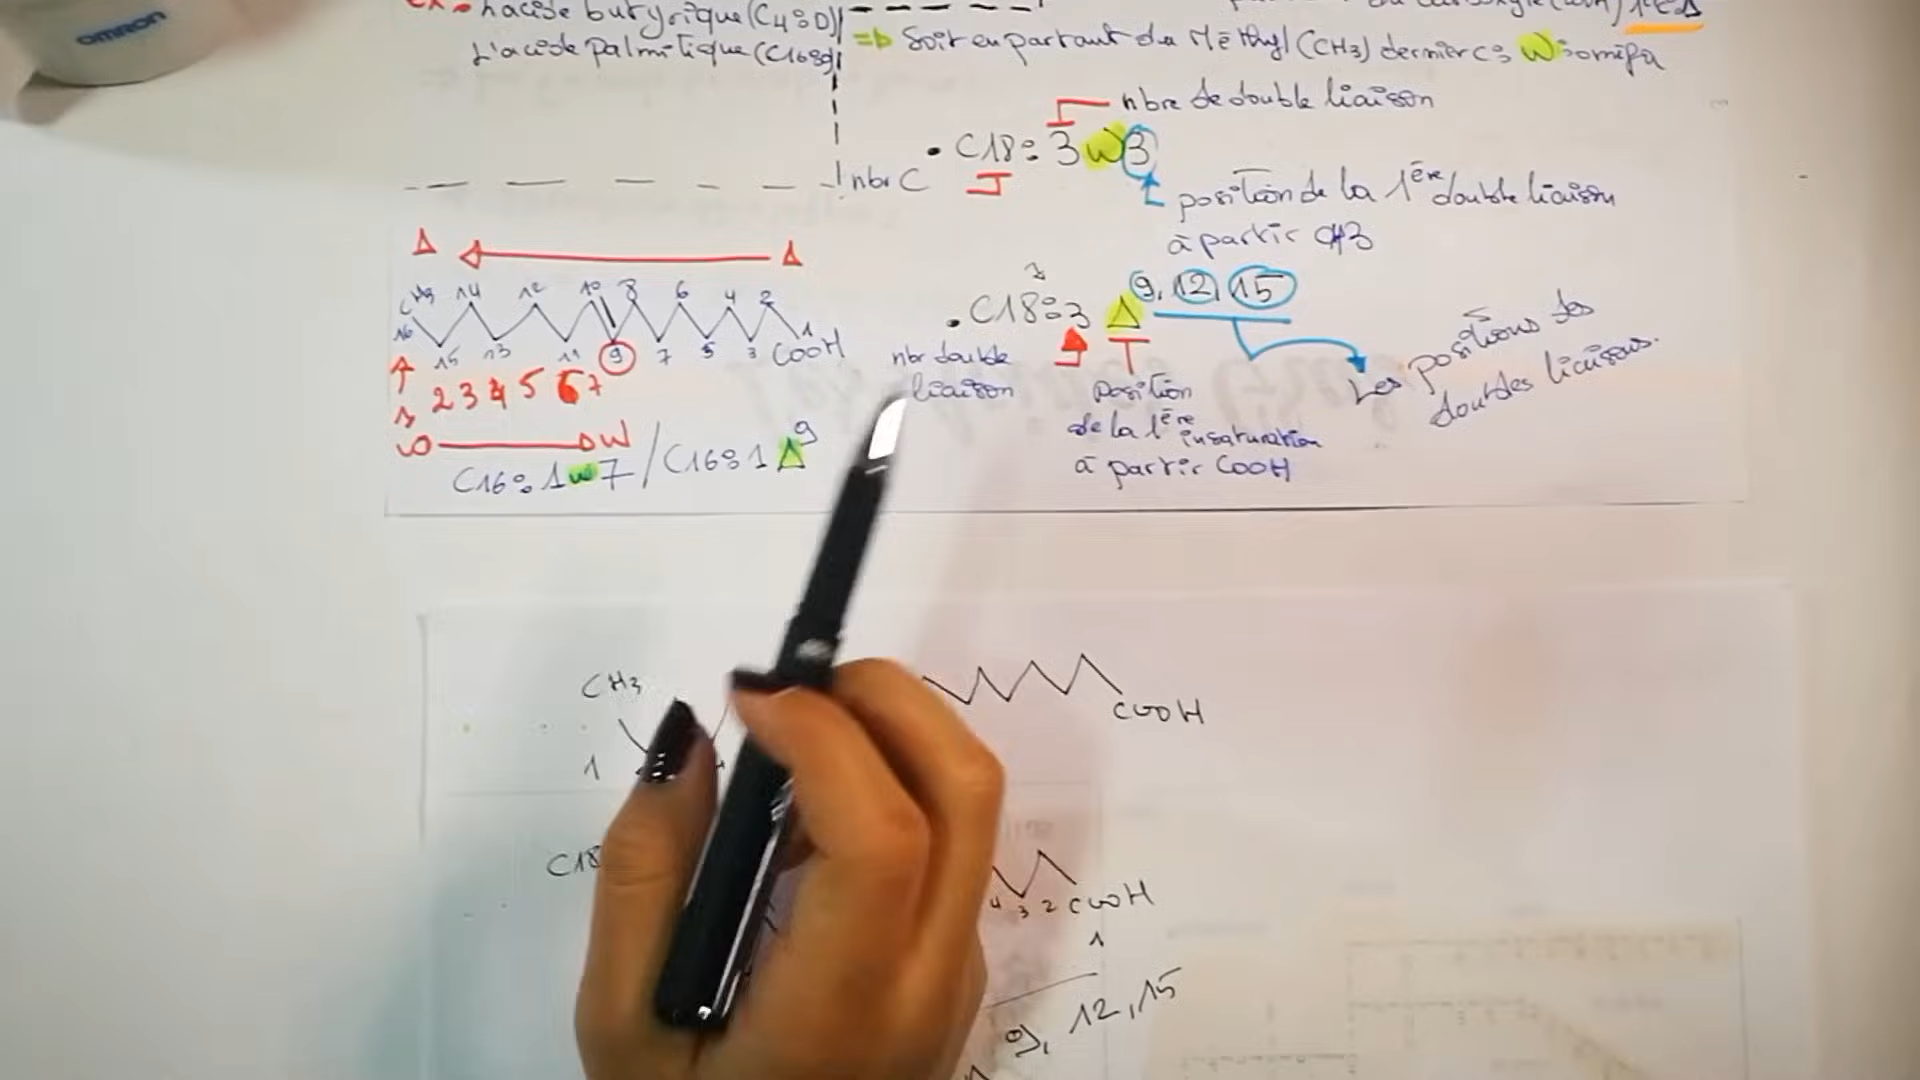 omron
L'acide butyrique (C4:0)
L'acide palmitique (C16:0)
=> Soit en partant du Méthyl (CH3) dernier C: W: oméga
nbre de double liaison
• C18: 3 W 3
nbr C
position de la 1ère double liaison
à partir CH3
Δ Δ
CH3 14 12 10 8 6 4 2
16 15 13 11 9 7 5 3 1 COOH
1 2 3 4 5 6 7
W
C16: 1 W 7 / C16: 1 Δ 9
. C18: 3 Δ 9, 12, 15
nbr double
liaison
position
de la 1ère insaturation
à partir COOH
Les positions des
doubles liaisons.
CH3
1
COOH
C18
4 3 2 COOH
1
9, 12, 15